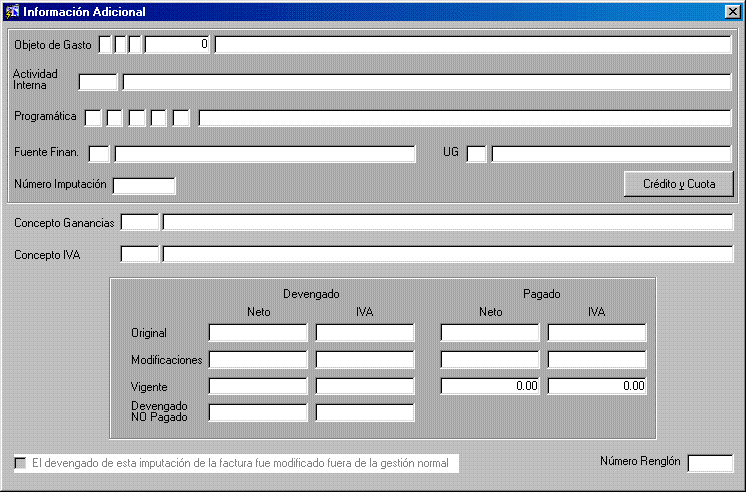 Información Adicional
Objeto de Gasto 0
Actividad
Interna
Programática
Fuente Finan. UG
Número Imputación Crédito y Cuota
Concepto Ganancias
Concepto IVA
Devengado Pagado
Neto IVA Neto IVA
Original
Modificaciones
Vigente 0.00 0.00
Devengado
NO Pagado
El devengado de esta imputación de la factura fue modificado fuera de la gestión normal Número Renglón